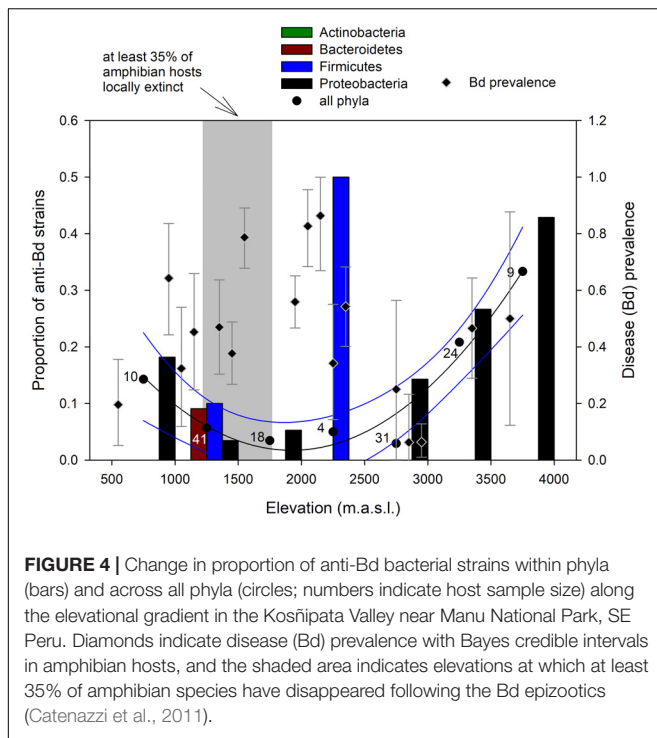 Actinobacteria
Bacteroidetes
Firmicutes
Proteobacteria
all phyla
Bd prevalence
at least 35% of
amphibian hosts
locally extinct
0.6
0.5
0.4
0.3
0.2
0.1
0.0
Proportion of anti-Bd strains
1.2
1.0
0.8
0.6
0.4
0.2
0.0
Disease (Bd) prevalence
10
41
18
4
31
24
9
500 1000 1500 2000 2500 3000 3500 4000
Elevation (m.a.s.l.)
FIGURE 4 | Change in proportion of anti-Bd bacterial strains within phyla
(bars) and across all phyla (circles; numbers indicate host sample size) along
the elevational gradient in the Kosñipata Valley near Manu National Park, SE
Peru. Diamonds indicate disease (Bd) prevalence with Bayes credible intervals
in amphibian hosts, and the shaded area indicates elevations at which at least
35% of amphibian species have disappeared following the Bd epizootics
(Catenazzi et al., 2011).